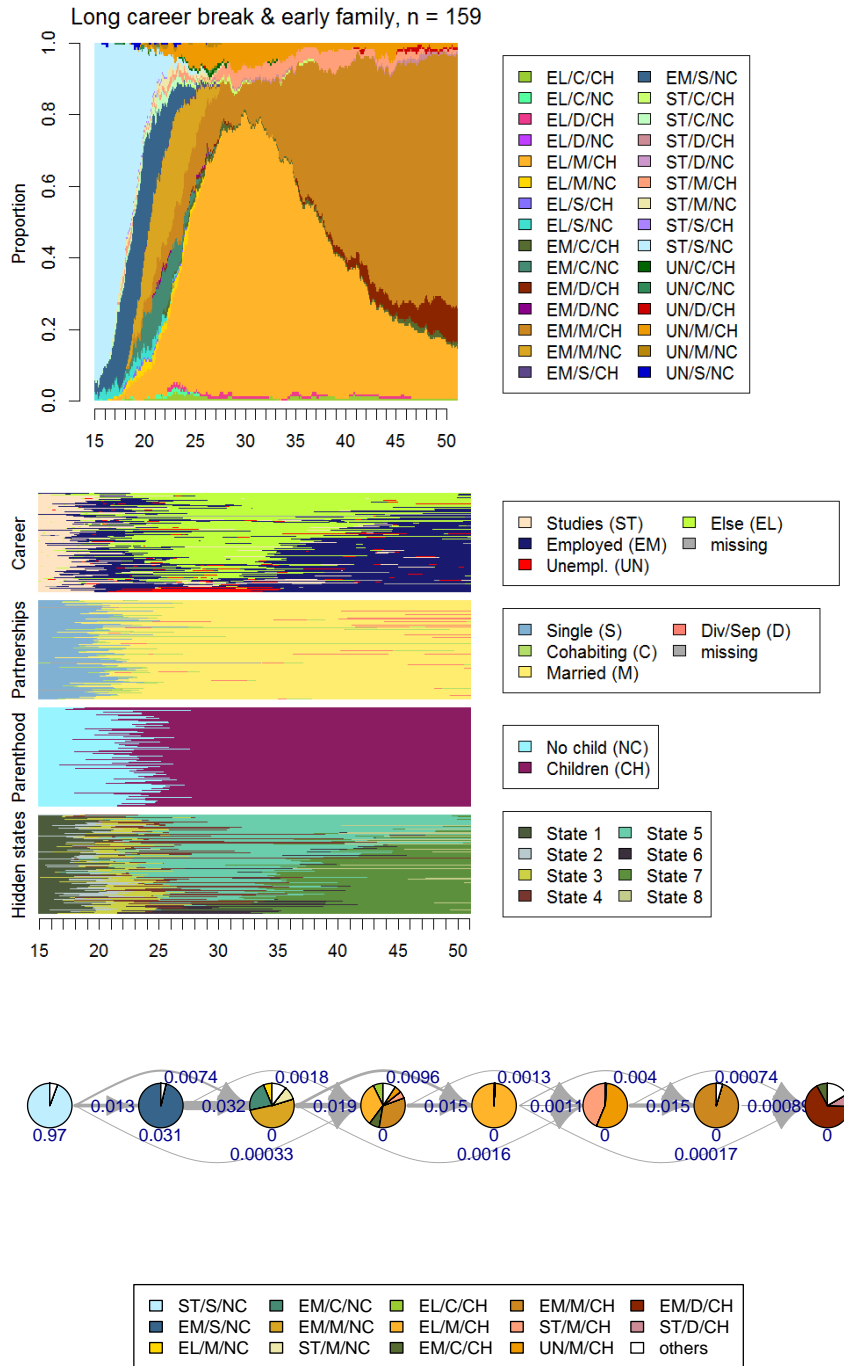 Long career break & early family, n = 159
Proportion
1.0
0.8
0.6
0.4
0.2
0.0
15 20 25 30 35 40 45 50
EL/C/CH EM/S/NC
EL/C/NC ST/C/CH
EL/D/CH ST/C/NC
EL/D/NC ST/D/CH
EL/M/CH ST/D/NC
EL/M/NC ST/M/CH
EL/S/CH ST/M/NC
EL/S/NC ST/S/CH
EM/C/CH ST/S/NC
EM/C/NC UN/C/CH
EM/D/CH UN/C/NC
EM/D/NC UN/D/CH
EM/M/CH UN/M/CH
EM/M/NC UN/M/NC
EM/S/CH UN/S/NC
Career
Studies (ST) Else (EL)
Employed (EM) missing
Unempl. (UN)
Partnerships
Single (S) Div/Sep (D)
Cohabiting (C) missing
Married (M)
Parenthood
No child (NC)
Children (CH)
Hidden states
State 1 State 5
State 2 State 6
State 3 State 7
State 4 State 8
15 20 25 30 35 40 45 50
0.0074 0.0018 0.0096 0.0013 0.004 0.00074
0.013 0.032 0.019 0.015 0.0011 0.015 0.00089
0.97 0.031 0 0 0 0 0 0
0.00033 0.0016 0.00017
ST/S/NC EM/C/NC EL/C/CH EM/M/CH EM/D/CH
EM/S/NC EM/M/NC EL/M/CH ST/M/CH ST/D/CH
EL/M/NC ST/M/NC EM/C/CH UN/M/CH others